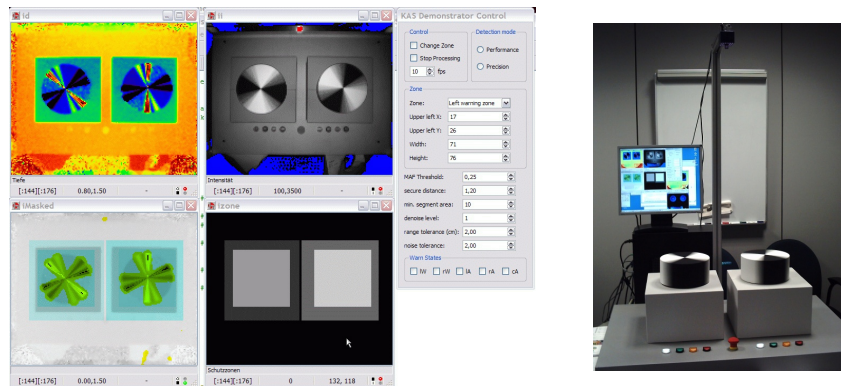 id
ii
KA5 Demonstrator Control
Control
Detection mode
Change Zone
Stop Processing
10 fps
Performance
Precision
Zone
Zone: Left warning zone
Upper left X: 17
Upper left Y: 26
Width: 71
Height: 76
MAP Threshold: 0,25
secure distance: 1,20
min. segment area: 10
denoise level: 1
range tolerance (cm): 2,00
noise tolerance: 2,00
Warn States
lW rW lA rA cA
Tiefe
[:144][:176] 0.80,1.50 -
Intensität
[:144][:176] 100,3500 -
iMasked
izone
[:144][:176] 0.00,1.50 -
Schutzzonen
[:144][:176] 0 132, 118